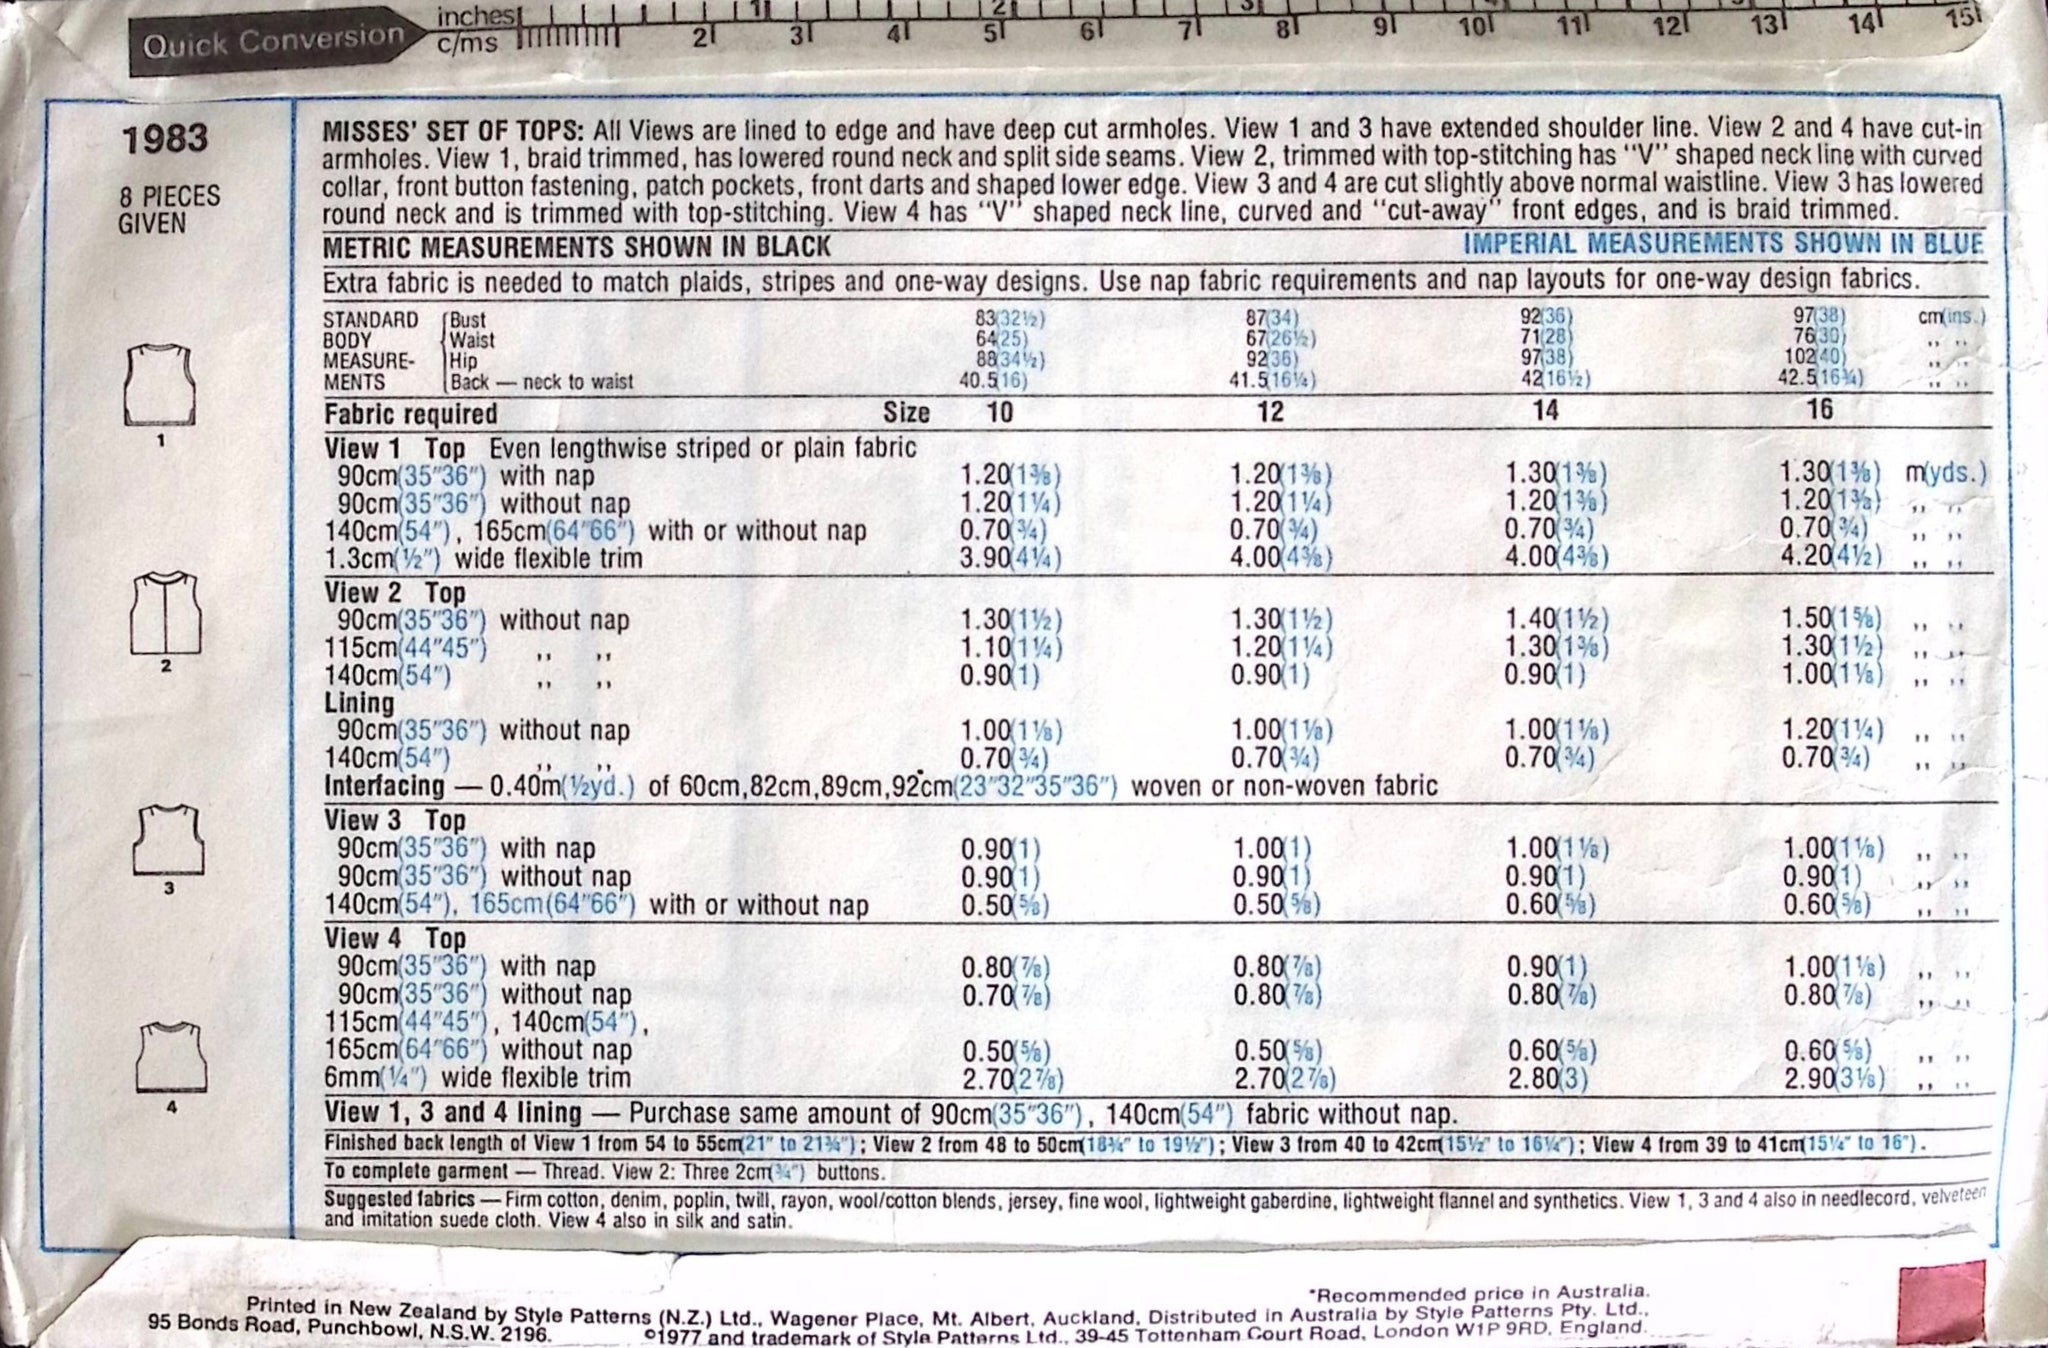 Quick Conversion
inches 1 2 3
c/ms 2 3 4 5 6 7 8 9 10 11 12 13 14 15
1983
8 PIECES
GIVEN
1
2
3
4
MISSES' SET OF TOPS: All Views are lined to edge and have deep cut armholes. View 1 and 3 have extended shoulder line. View 2 and 4 have cut-in
armholes. View 1, braid trimmed, has lowered round neck and split side seams. View 2, trimmed with top-stitching has "V" shaped neck line with curved
collar, front button fastening, patch pockets, front darts and shaped lower edge. View 3 and 4 are cut slightly above normal waistline. View 3 has lowered
round neck and is trimmed with top-stitching. View 4 has "V" shaped neck line, curved and "cut-away" front edges, and is braid trimmed.
METRIC MEASUREMENTS SHOWN IN BLACK IMPERIAL MEASUREMENTS SHOWN IN BLUE
Extra fabric is needed to match plaids, stripes and one-way designs. Use nap fabric requirements and nap layouts for one-way design fabrics.
STANDARD Bust 83(32½) 87(34) 92(36) 97(38) cm(ins.)
BODY Waist 64(25) 67(26½) 71(28) 76(30) ,, ,,
MEASURE- Hip 88(34½) 92(36) 97(38) 102(40) ,, ,,
MENTS Back — neck to waist 40.5(16) 41.5(16¼) 42(16½) 42.5(16¾) ,, ,,
Fabric required Size 10 12 14 16
View 1 Top Even lengthwise striped or plain fabric
90cm(35"36") with nap 1.20(1⅜) 1.20(1⅜) 1.30(1⅜) 1.30(1⅜) m(yds.)
90cm(35"36") without nap 1.20(1¼) 1.20(1¼) 1.20(1⅜) 1.20(1⅜) ,, ,,
140cm(54"), 165cm(64"66") with or without nap 0.70(¾) 0.70(¾) 0.70(¾) 0.70(¾) ,, ,,
1.3cm(½") wide flexible trim 3.90(4¼) 4.00(4⅜) 4.00(4⅜) 4.20(4½) ,, ,,
View 2 Top
90cm(35"36") without nap 1.30(1½) 1.30(1½) 1.40(1½) 1.50(1⅝) ,, ,,
115cm(44"45") ,, ,, 1.10(1¼) 1.20(1¼) 1.30(1⅜) 1.30(1½) ,, ,,
140cm(54") ,, ,, 0.90(1) 0.90(1) 0.90(1) 1.00(1⅛) ,, ,,
Lining
90cm(35"36") without nap 1.00(1⅛) 1.00(1⅛) 1.00(1⅛) 1.20(1¼) ,, ,,
140cm(54") ,, ,, 0.70(¾) 0.70(¾) 0.70(¾) 0.70(¾) ,, ,,
Interfacing — 0.40m(½yd.) of 60cm,82cm,89cm,92cm(23"32"35"36") woven or non-woven fabric
View 3 Top
90cm(35"36") with nap 0.90(1) 1.00(1) 1.00(1⅛) 1.00(1⅛) ,, ,,
90cm(35"36") without nap 0.90(1) 0.90(1) 0.90(1) 0.90(1) ,, ,,
140cm(54"), 165cm(64"66") with or without nap 0.50(⅝) 0.50(⅝) 0.60(⅝) 0.60(⅝) ,, ,,
View 4 Top
90cm(35"36") with nap 0.80(⅞) 0.80(⅞) 0.90(1) 1.00(1⅛) ,, ,,
90cm(35"36") without nap 0.70(⅞) 0.80(⅞) 0.80(⅞) 0.80(⅞) ,, ,,
115cm(44"45"), 140cm(54"),
165cm(64"66") without nap 0.50(⅝) 0.50(⅝) 0.60(⅝) 0.60(⅝) ,, ,,
6mm(¼") wide flexible trim 2.70(2⅞) 2.70(2⅞) 2.80(3) 2.90(3⅛) ,, ,,
View 1, 3 and 4 lining — Purchase same amount of 90cm(35"36"), 140cm(54") fabric without nap.
Finished back length of View 1 from 54 to 55cm(21" to 21¾"); View 2 from 48 to 50cm(18¾" to 19½"); View 3 from 40 to 42cm(15½" to 16¼"); View 4 from 39 to 41cm(15¼" to 16").
To complete garment — Thread. View 2: Three 2cm(¾") buttons.
Suggested fabrics — Firm cotton, denim, poplin, twill, rayon, wool/cotton blends, jersey, fine wool, lightweight gaberdine, lightweight flannel and synthetics. View 1, 3 and 4 also in needlecord, velveteen
and imitation suede cloth. View 4 also in silk and satin.
*Recommended price in Australia.
Printed in New Zealand by Style Patterns (N.Z.) Ltd., Wagener Place, Mt. Albert, Auckland, Distributed in Australia by Style Patterns Pty. Ltd.,
95 Bonds Road, Punchbowl, N.S.W. 2196. ©1977 and trademark of Style Patterns Ltd., 39-45 Tottenham Court Road, London W1P 9RD, England.